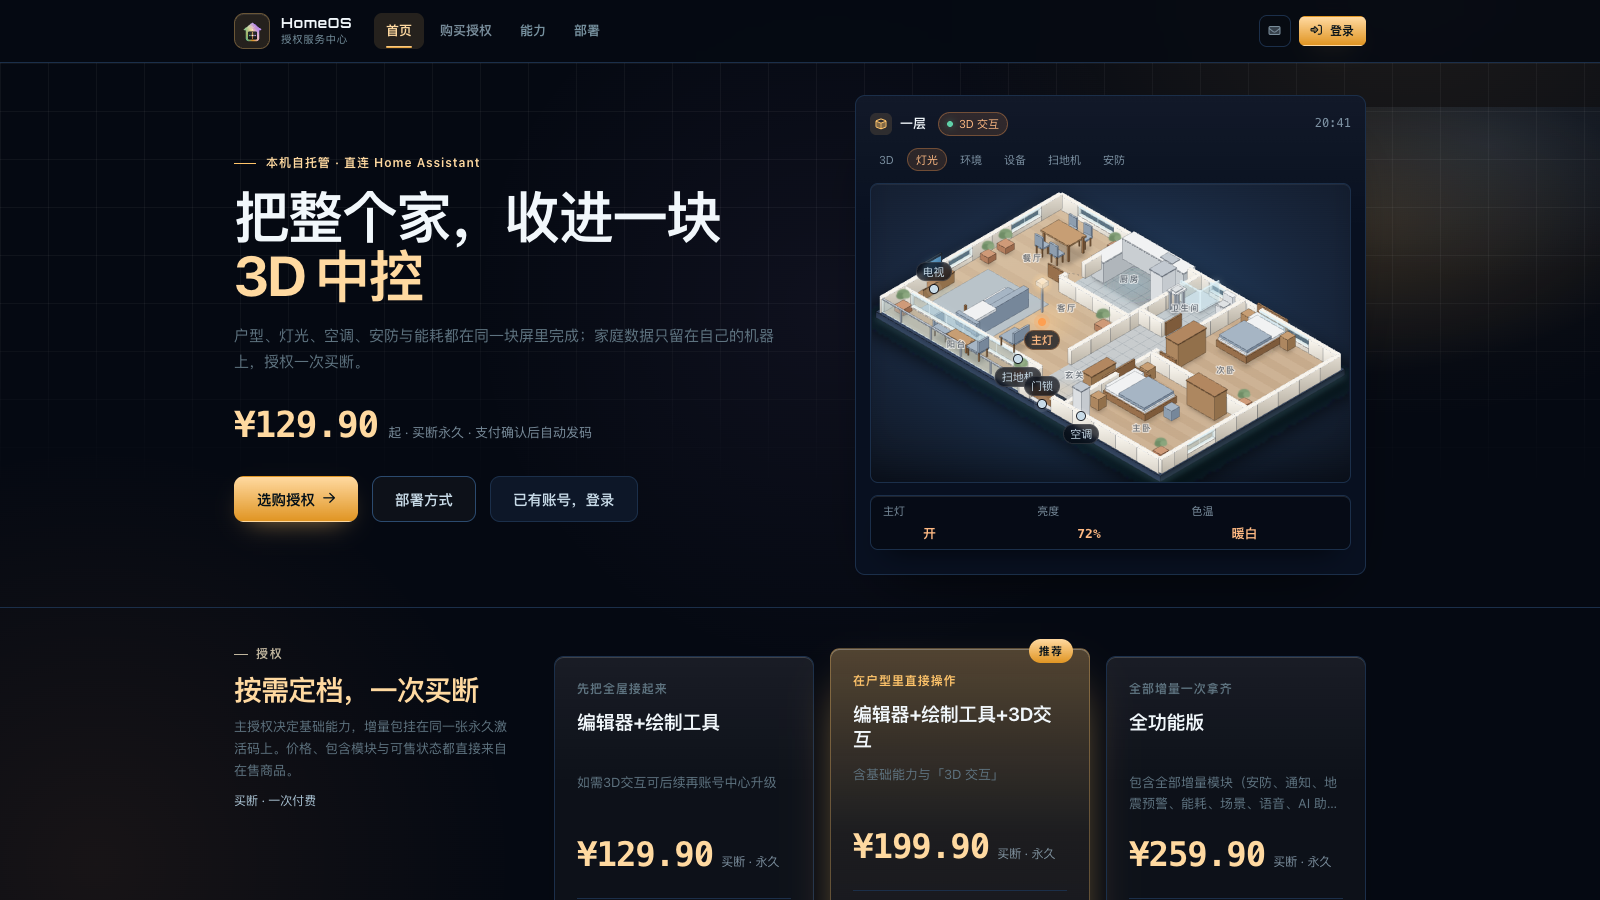 HomeOS
授权服务中心
首页
购买授权
能力
部署
登录
本机自托管 · 直连 Home Assistant
把整个家，收进一块
3D 中控
户型、灯光、空调、安防与能耗都在同一块屏里完成；家庭数据只留在自己的机器
上，授权一次买断。
¥129.90 起 · 买断永久 · 支付确认后自动发码
选购授权 →
部署方式
已有账号，登录
一层
3D 交互
20:41
3D
灯光
环境
设备
扫地机
安防
电视
餐厅
厨房
客厅
卫生间
阳台
主灯
扫地机
门锁
玄关
次卧
主卧
空调
主灯
亮度
色温
开
72%
暖白
授权
按需定档，一次买断
主授权决定基础能力，增量包挂在同一张永久激
活码上。价格、包含模块与可售状态都直接来自
在售商品。
买断 · 一次付费
先把全屋接起来
编辑器+绘制工具
如需3D交互可后续再账号中心升级
¥129.90 买断 · 永久
推荐
在户型里直接操作
编辑器+绘制工具+3D交
互
含基础能力与「3D 交互」
¥199.90 买断 · 永久
全部增量一次拿齐
全功能版
包含全部增量模块（安防、通知、地
震预警、能耗、场景、语音、AI 助...
¥259.90 买断 · 永久